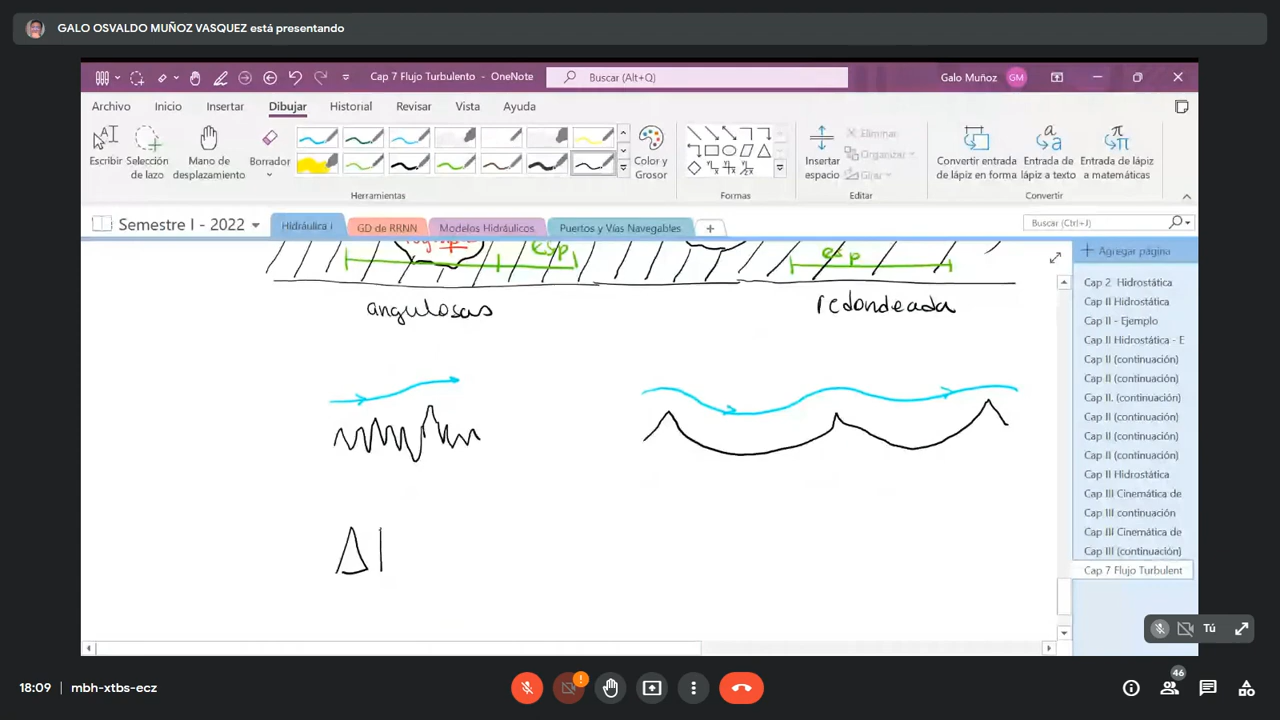 GALO OSVALDO MUÑOZ VASQUEZ está presentando
Cap 7 Flujo Turbulento - OneNote
Buscar (Alt+Q)
Galo Muñoz GM
Archivo Inicio Insertar Dibujar Historial Revisar Vista Ayuda
Escribir Selección de lazo Mano de desplazamiento Borrador
Color y Grosor
Insertar espacio
Eliminar
Organizar
Girar
Convertir entrada de lápiz en forma
Entrada de lápiz a texto
Entrada de lápiz a matemáticas
Herramientas Formas Editar Convertir
Semestre I - 2022 Hidráulica i GD de RRNN Modelos Hidráulicos Puertos y Vías Navegables Buscar (Ctrl+J)
Agregar página
Cap 2 Hidrostática
Cap II Hidrostática
Cap II - Ejemplo
Cap II Hidrostática - E
Cap II (continuación)
Cap II (continuación)
Cap II. (continuación)
Cap II (continuación)
Cap II (continuación)
Cap II (continuación)
Cap II Hidrostática
Cap III Cinemática de
Cap III continuación
Cap III Cinemática de
Cap III (continuación)
Cap 7 Flujo Turbulent
esp
esp
angulosas redondeada
Δ
Tú
18:09 mbh-xtbs-ecz
46